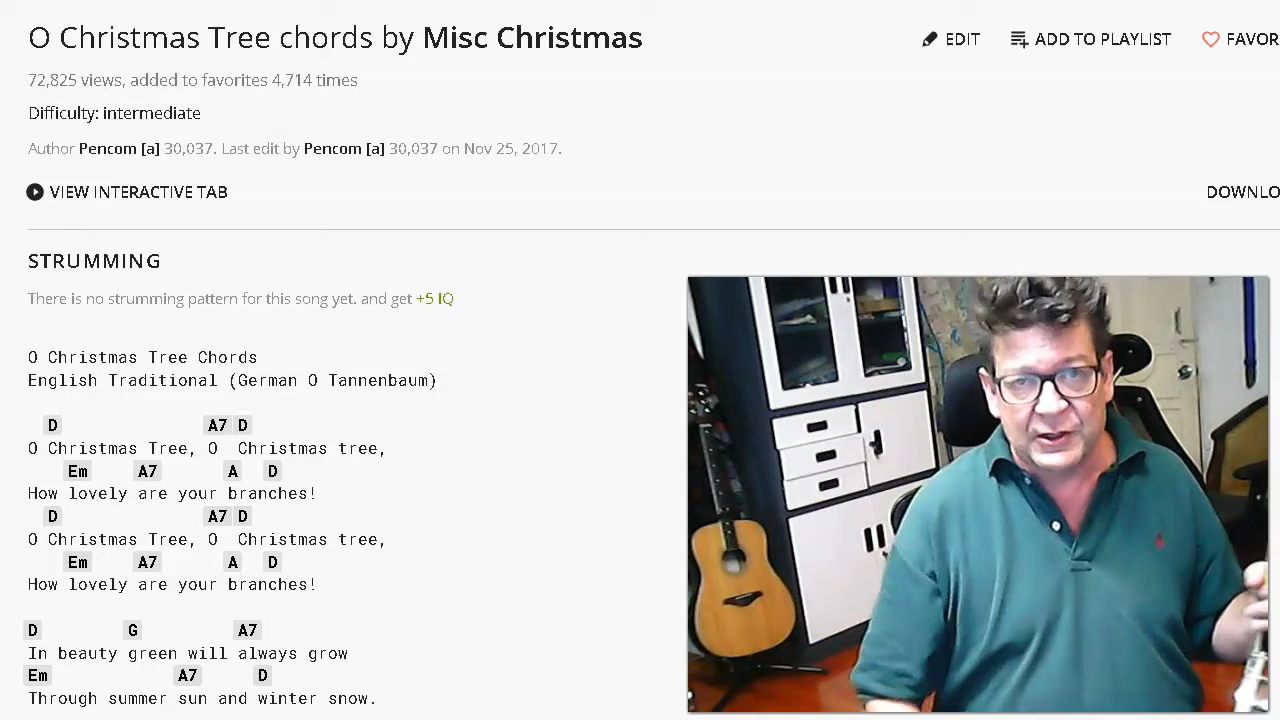 O Christmas Tree chords by Misc Christmas
EDIT
ADD TO PLAYLIST
FAVOR
72,825 views, added to favorites 4,714 times
Difficulty: intermediate
Author Pencom [a] 30,037. Last edit by Pencom [a] 30,037 on Nov 25, 2017.
VIEW INTERACTIVE TAB
DOWNLO
STRUMMING
There is no strumming pattern for this song yet. and get +5 IQ
O Christmas Tree Chords
English Traditional (German O Tannenbaum)
D A7 D
O Christmas Tree, O Christmas tree,
Em A7 A D
How lovely are your branches!
D A7 D
O Christmas Tree, O Christmas tree,
Em A7 A D
How lovely are your branches!
D G A7
In beauty green will always grow
Em A7 D
Through summer sun and winter snow.